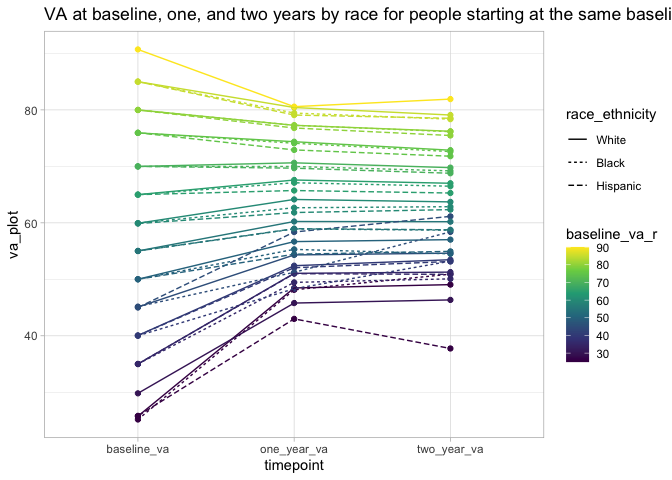 VA at baseline, one, and two years by race for people starting at the same baseli
va_plot
80
60
40
baseline_va
one_year_va
two_year_va
timepoint
race_ethnicity
White
Black
Hispanic
baseline_va_r
90
80
70
60
50
40
30